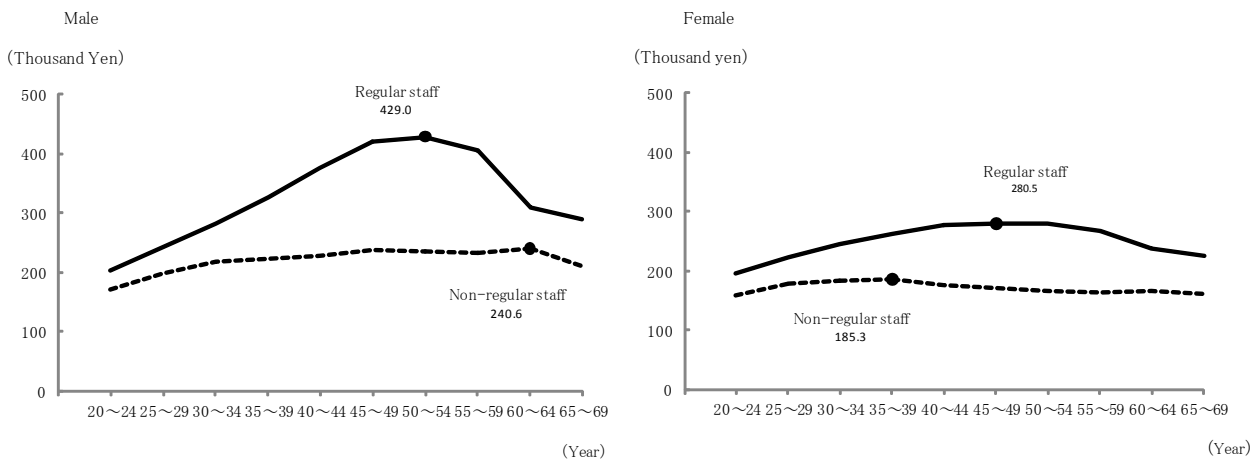 Male
(Thousand Yen)
Regular staff
429.0
500
400
300
200
100
0
Non-regular staff
240.6
20～24 25～29 30～34 35～39 40～44 45～49 50～54 55～59 60～64 65～69
(Year)
Female
(Thousand yen)
Regular staff
280.5
500
400
300
200
100
0
Non-regular staff
185.3
20～24 25～29 30～34 35～39 40～44 45～49 50～54 55～59 60～64 65～69
(Year)